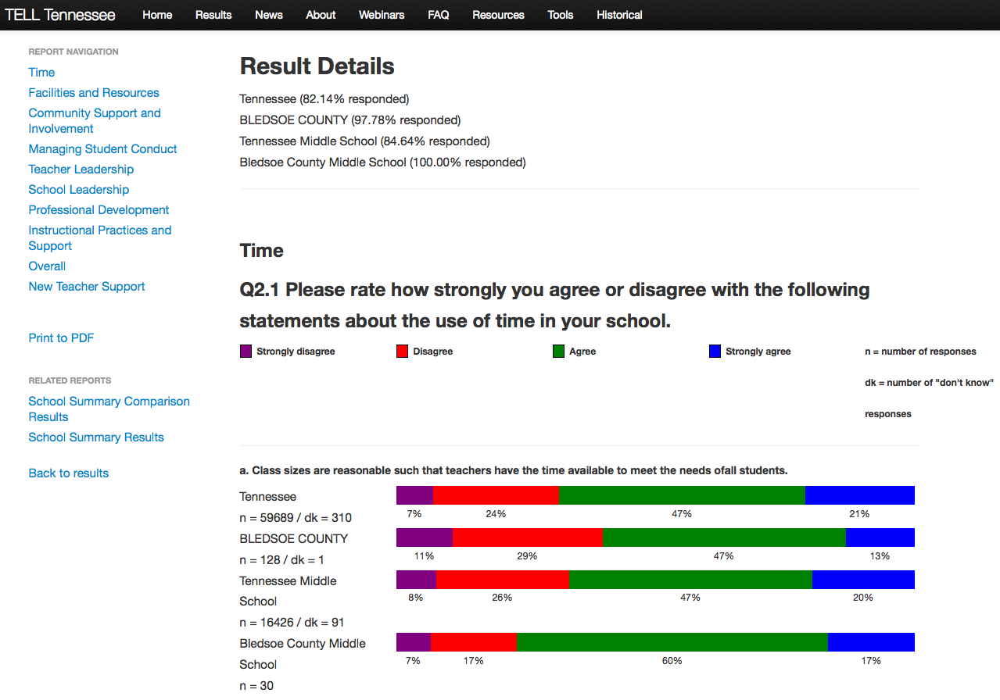 TELL Tennessee Home Results News About Webinars FAQ Resources Tools Historical
REPORT NAVIGATION
Time
Facilities and Resources
Community Support and
Involvement
Managing Student Conduct
Teacher Leadership
School Leadership
Professional Development
Instructional Practices and
Support
Overall
New Teacher Support
Print to PDF
RELATED REPORTS
School Summary Comparison
Results
School Summary Results
Back to results
Result Details
Tennessee (82.14% responded)
BLEDSOE COUNTY (97.78% responded)
Tennessee Middle School (84.64% responded)
Bledsoe County Middle School (100.00% responded)
Time
Q2.1 Please rate how strongly you agree or disagree with the following
statements about the use of time in your school.
Strongly disagree Disagree Agree Strongly agree n = number of responses
dk = number of "don't know"
responses
a. Class sizes are reasonable such that teachers have the time available to meet the needs ofall students.
Tennessee
7% 24% 47% 21%
n = 59689 / dk = 310
BLEDSOE COUNTY
11% 29% 47% 13%
n = 128 / dk = 1
Tennessee Middle
8% 26% 47% 20%
School
n = 16426 / dk = 91
Bledsoe County Middle
7% 17% 60% 17%
School
n = 30